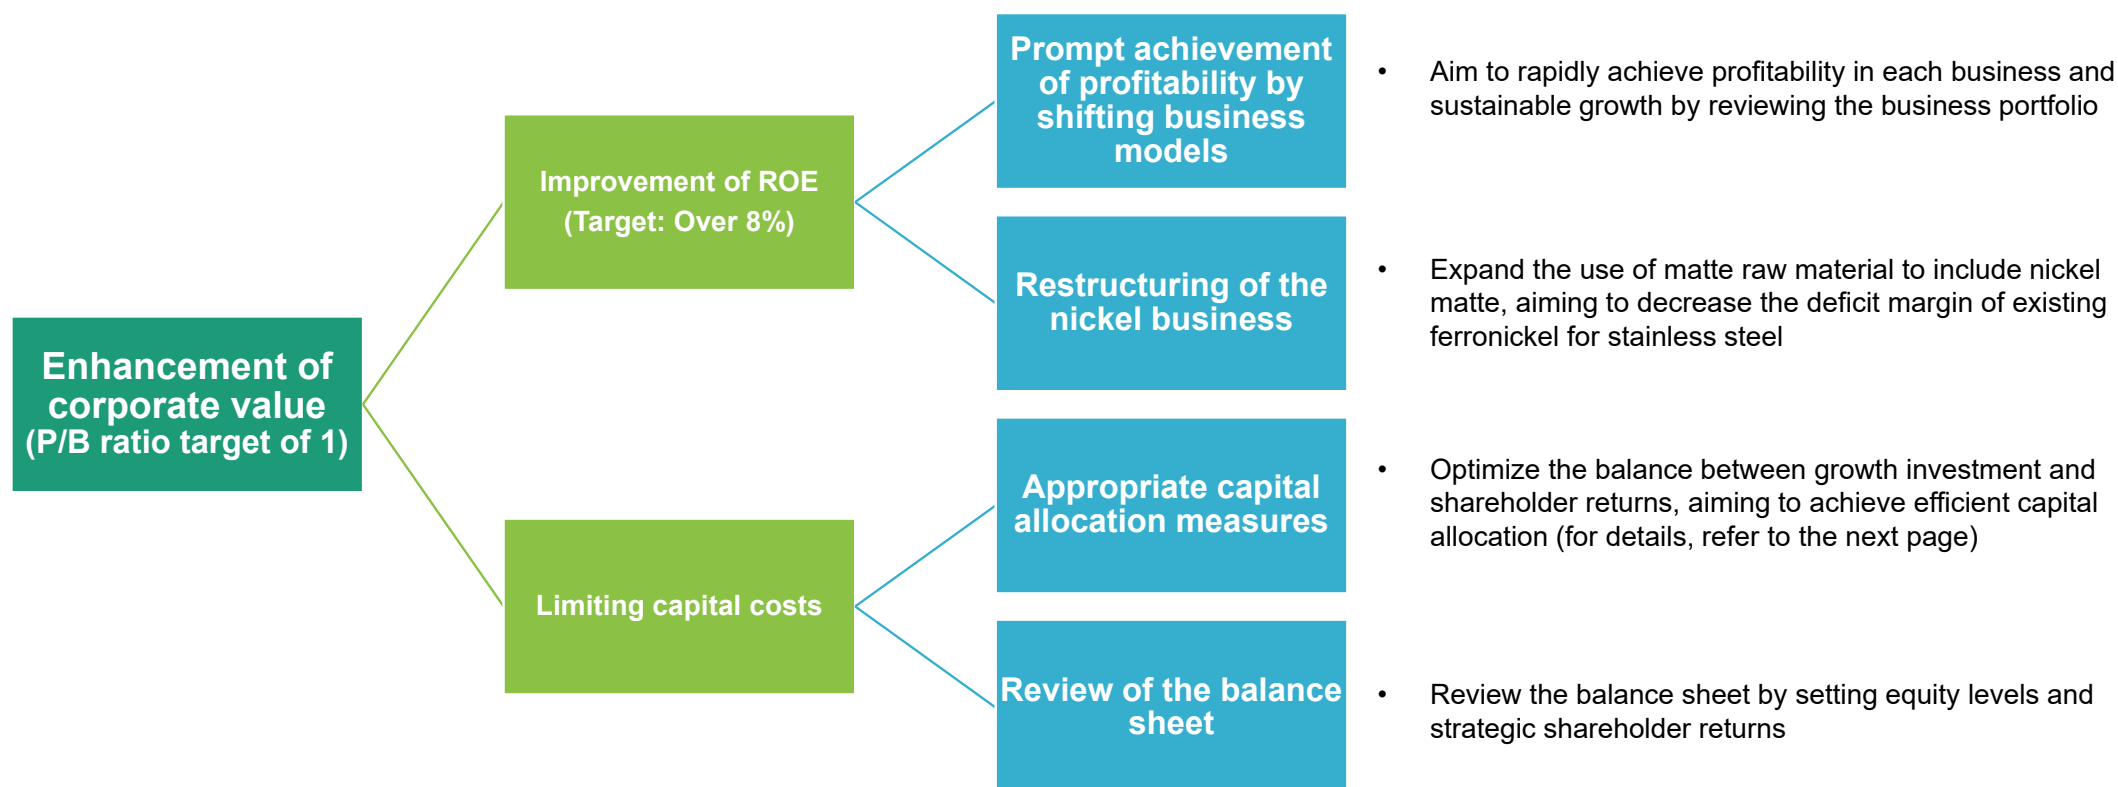 Enhancement of
corporate value
(P/B ratio target of 1)
Improvement of ROE
(Target: Over 8%)
Limiting capital costs
Prompt achievement
of profitability by
shifting business
models
• Aim to rapidly achieve profitability in each business and
sustainable growth by reviewing the business portfolio
Restructuring of the
nickel business
• Expand the use of matte raw material to include nickel
matte, aiming to decrease the deficit margin of existing
ferronickel for stainless steel
Appropriate capital
allocation measures
• Optimize the balance between growth investment and
shareholder returns, aiming to achieve efficient capital
allocation (for details, refer to the next page)
Review of the balance
sheet
• Review the balance sheet by setting equity levels and
strategic shareholder returns